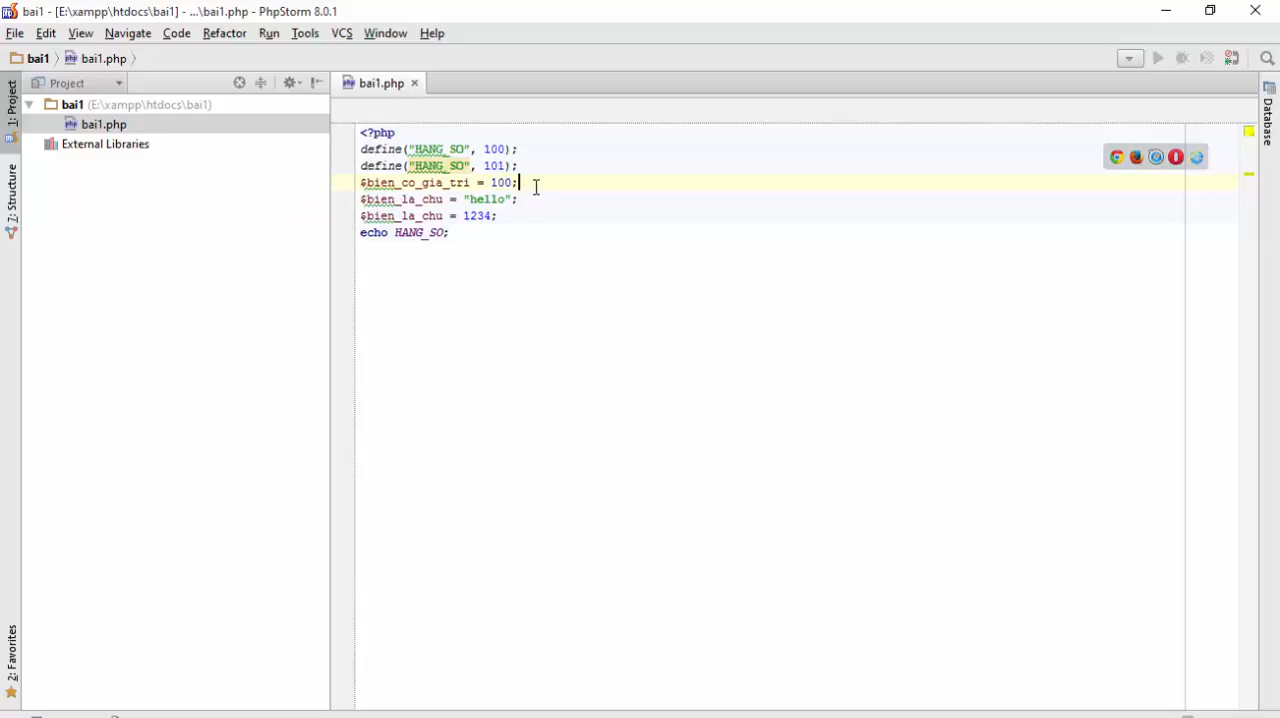 bai1 - [E:\xampp\htdocs\bai1] - ...\bai1.php - PhpStorm 8.0.1
File Edit View Navigate Code Refactor Run Tools VCS Window Help
bai1 bai1.php
1: Project
7: Structure
2: Favorites
Project
bai1 (E:\xampp\htdocs\bai1)
bai1.php
External Libraries
bai1.php
<?php
define("HANG_SO", 100);
define("HANG_SO", 101);
$bien_co_gia_tri = 100;
$bien_la_chu = "hello";
$bien_la_chu = 1234;
echo HANG_SO;
Database